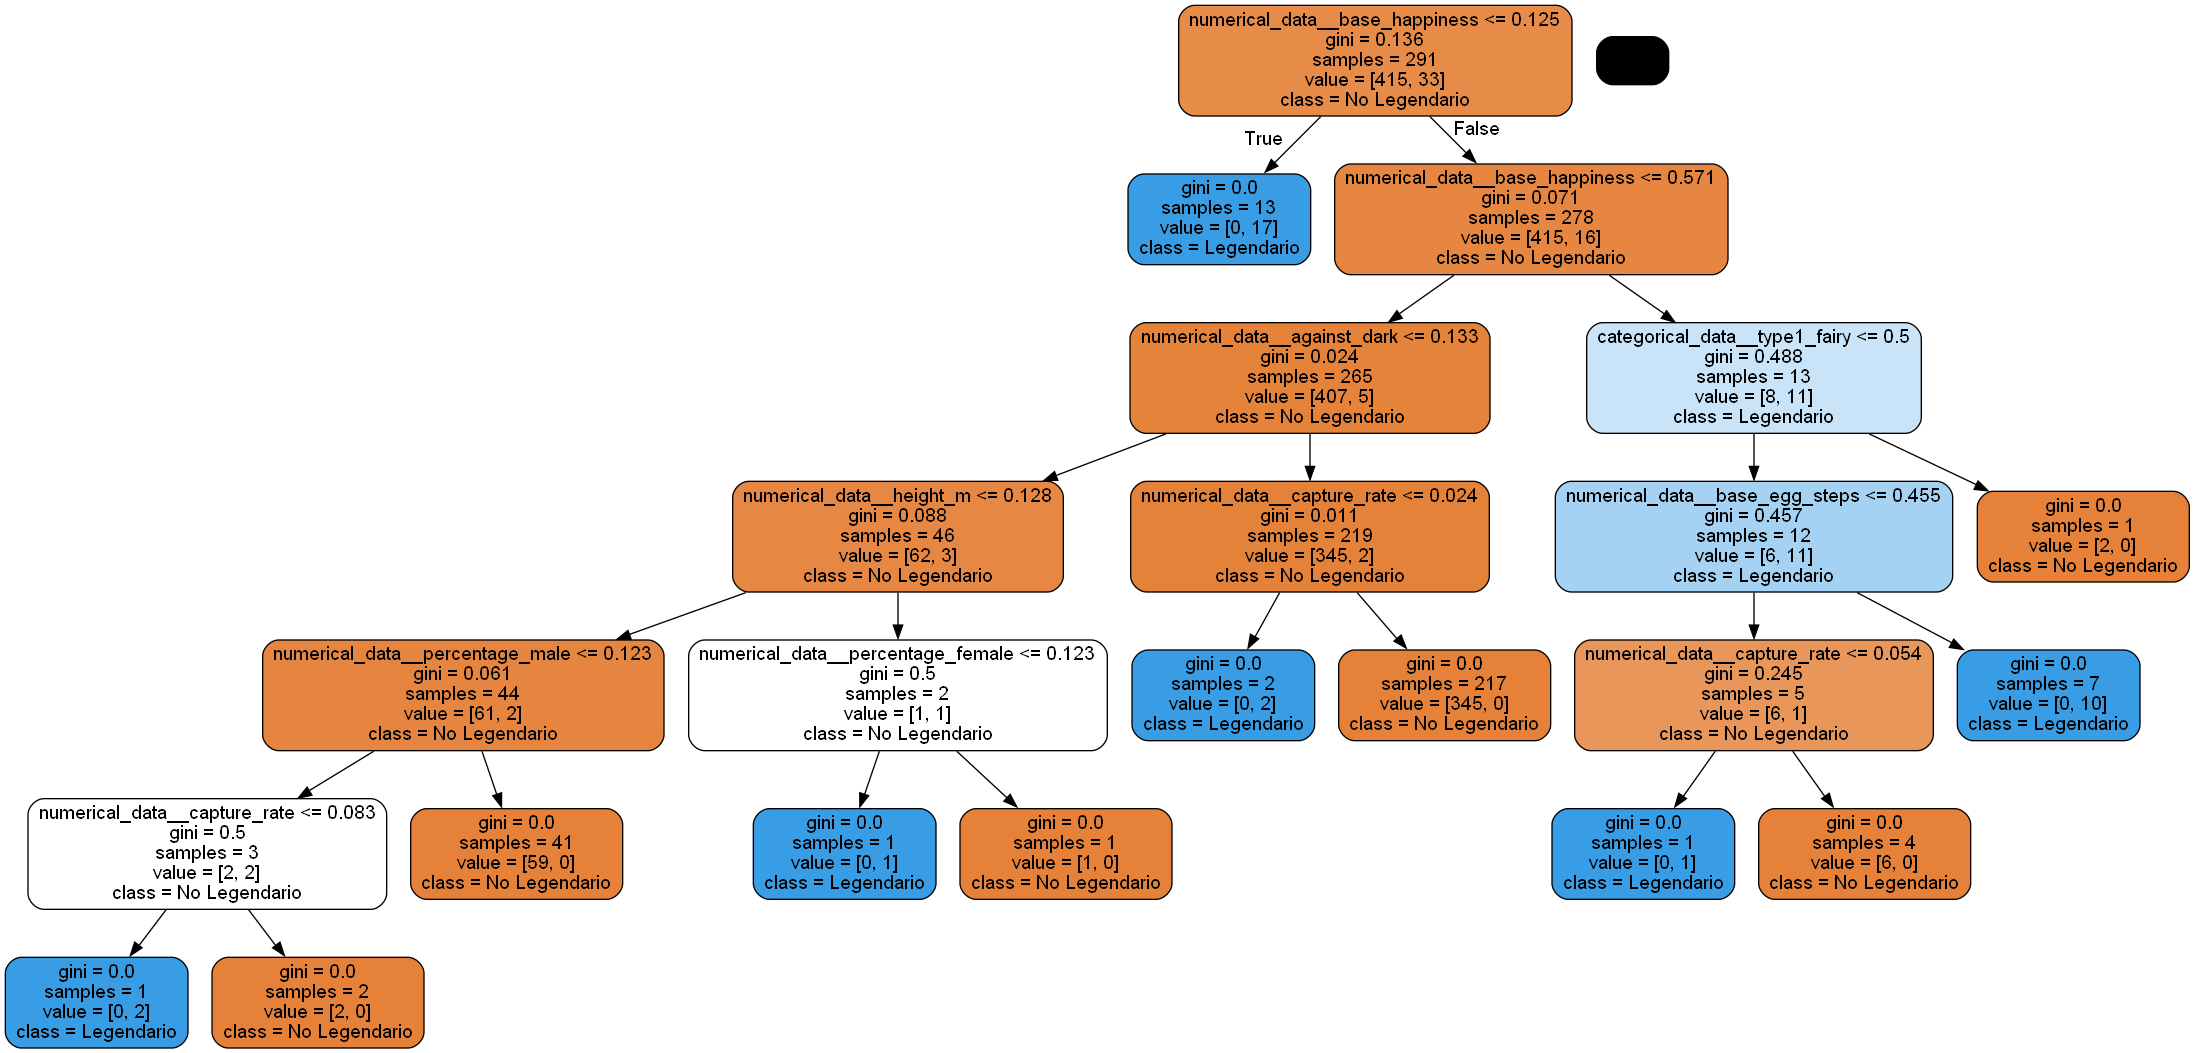 numerical_data__base_happiness <= 0.125
gini = 0.136
samples = 291
value = [415, 33]
class = No Legendario
True
False
gini = 0.0
samples = 13
value = [0, 17]
class = Legendario
numerical_data__base_happiness <= 0.571
gini = 0.071
samples = 278
value = [415, 16]
class = No Legendario
numerical_data__against_dark <= 0.133
gini = 0.024
samples = 265
value = [407, 5]
class = No Legendario
categorical_data__type1_fairy <= 0.5
gini = 0.488
samples = 13
value = [8, 11]
class = Legendario
numerical_data__height_m <= 0.128
gini = 0.088
samples = 46
value = [62, 3]
class = No Legendario
numerical_data__capture_rate <= 0.024
gini = 0.011
samples = 219
value = [345, 2]
class = No Legendario
numerical_data__base_egg_steps <= 0.455
gini = 0.457
samples = 12
value = [6, 11]
class = Legendario
gini = 0.0
samples = 1
value = [2, 0]
class = No Legendario
numerical_data__percentage_male <= 0.123
gini = 0.061
samples = 44
value = [61, 2]
class = No Legendario
numerical_data__percentage_female <= 0.123
gini = 0.5
samples = 2
value = [1, 1]
class = No Legendario
gini = 0.0
samples = 2
value = [0, 2]
class = Legendario
gini = 0.0
samples = 217
value = [345, 0]
class = No Legendario
numerical_data__capture_rate <= 0.054
gini = 0.245
samples = 5
value = [6, 1]
class = No Legendario
gini = 0.0
samples = 7
value = [0, 10]
class = Legendario
numerical_data__capture_rate <= 0.083
gini = 0.5
samples = 3
value = [2, 2]
class = No Legendario
gini = 0.0
samples = 41
value = [59, 0]
class = No Legendario
gini = 0.0
samples = 1
value = [0, 1]
class = Legendario
gini = 0.0
samples = 1
value = [1, 0]
class = No Legendario
gini = 0.0
samples = 1
value = [0, 1]
class = Legendario
gini = 0.0
samples = 4
value = [6, 0]
class = No Legendario
gini = 0.0
samples = 1
value = [0, 2]
class = Legendario
gini = 0.0
samples = 2
value = [2, 0]
class = No Legendario